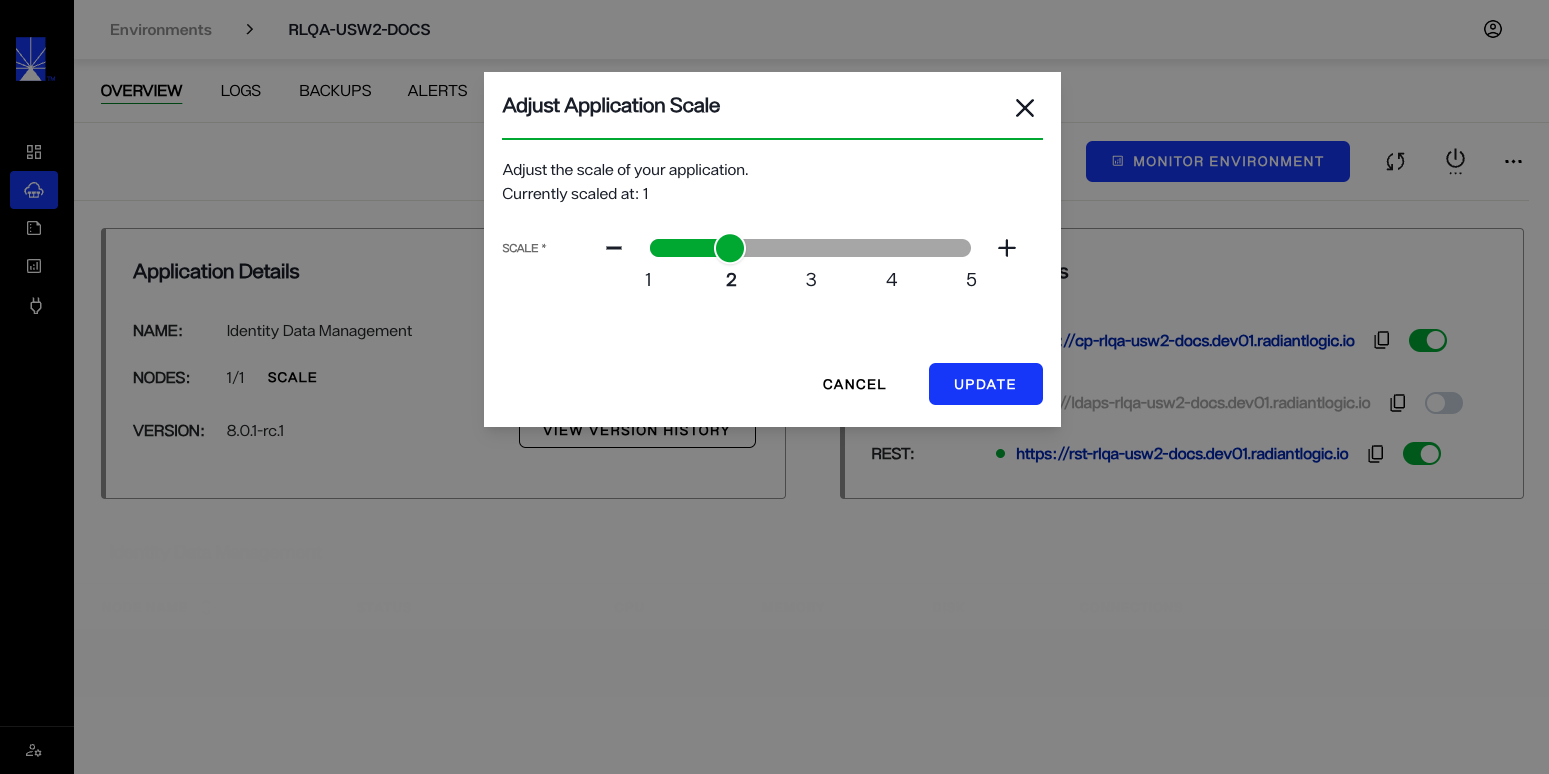 Environments > RLQA-USW2-DOCS
OVERVIEW LOGS BACKUPS ALERTS
MONITOR ENVIRONMENT
Adjust Application Scale
Adjust the scale of your application.
Currently scaled at: 1
SCALE *
1 2 3 4 5
CANCEL UPDATE
Application Details
NAME: Identity Data Management
NODES: 1/1 SCALE
VERSION: 8.0.1-rc.1
VIEW VERSION HISTORY
s
://cp-rlqa-usw2-docs.dev01.radiantlogic.io
//ldaps-rlqa-usw2-docs.dev01.radiantlogic.io
REST: https://rst-rlqa-usw2-docs.dev01.radiantlogic.io